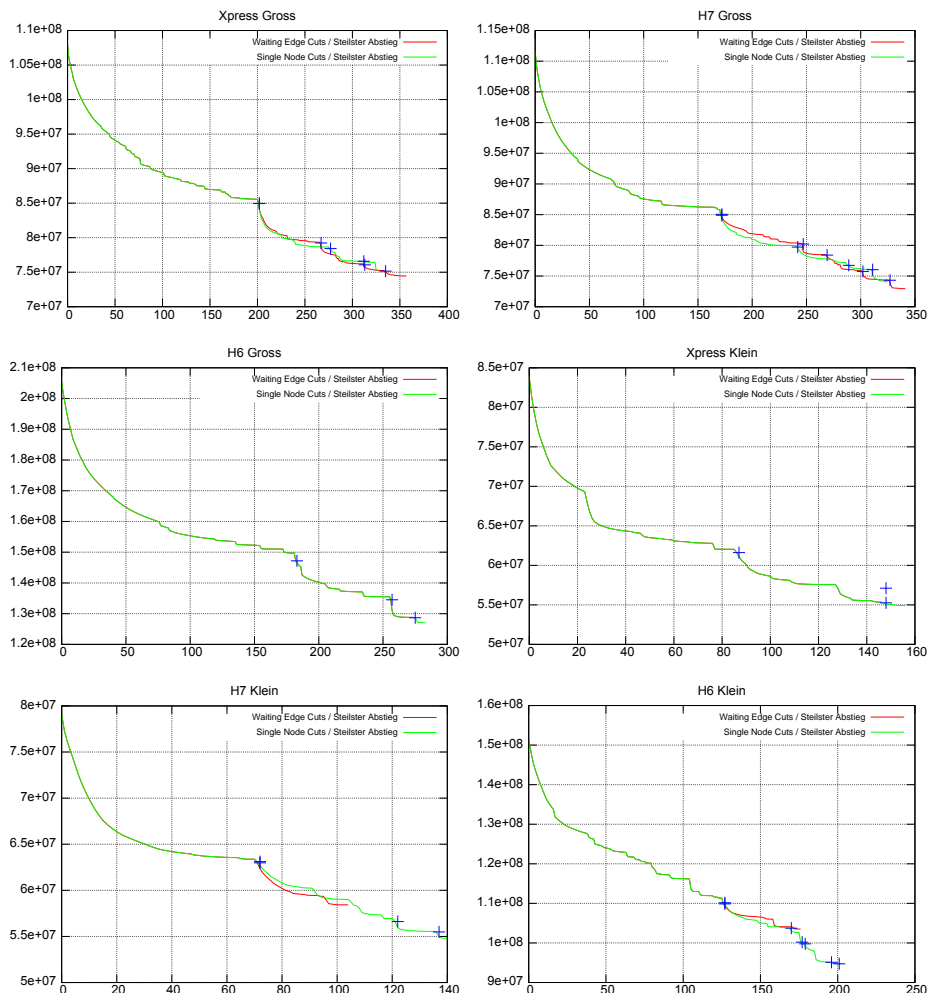 Xpress Gross
1.1e+08
1.05e+08
1e+08
9.5e+07
9e+07
8.5e+07
8e+07
7.5e+07
7e+07
Waiting Edge Cuts / Steilster Abstieg
Single Node Cuts / Steilster Abstieg
0 50 100 150 200 250 300 350 400
H7 Gross
1.15e+08
1.1e+08
1.05e+08
1e+08
9.5e+07
9e+07
8.5e+07
8e+07
7.5e+07
7e+07
Waiting Edge Cuts / Steilster Abstieg
Single Node Cuts / Steilster Abstieg
0 50 100 150 200 250 300 350
H6 Gross
2.1e+08
2e+08
1.9e+08
1.8e+08
1.7e+08
1.6e+08
1.5e+08
1.4e+08
1.3e+08
1.2e+08
Waiting Edge Cuts / Steilster Abstieg
Single Node Cuts / Steilster Abstieg
0 50 100 150 200 250 300
Xpress Klein
8.5e+07
8e+07
7.5e+07
7e+07
6.5e+07
6e+07
5.5e+07
5e+07
Waiting Edge Cuts / Steilster Abstieg
Single Node Cuts / Steilster Abstieg
0 20 40 60 80 100 120 140 160
H7 Klein
8e+07
7.5e+07
7e+07
6.5e+07
6e+07
5.5e+07
5e+07
Waiting Edge Cuts / Steilster Abstieg
Single Node Cuts / Steilster Abstieg
0 20 40 60 80 100 120 140
H6 Klein
1.6e+08
1.5e+08
1.4e+08
1.3e+08
1.2e+08
1.1e+08
1e+08
9e+07
Waiting Edge Cuts / Steilster Abstieg
Single Node Cuts / Steilster Abstieg
0 50 100 150 200 250